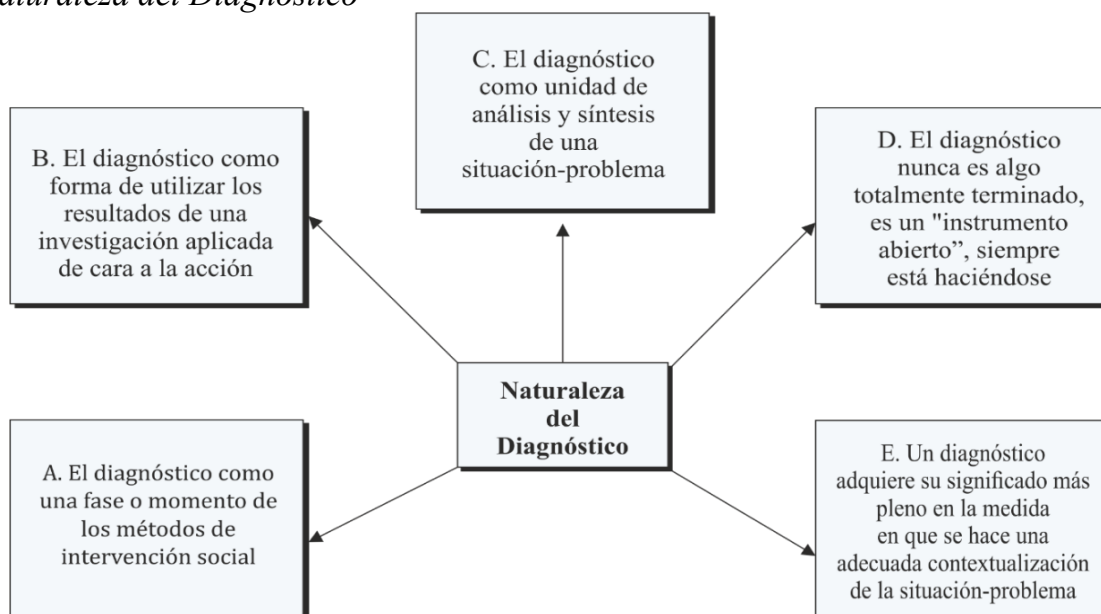 aturaleza del Diagnóstico
C. El diagnóstico
como unidad de
análisis y síntesis
de una
situación-problema
B. El diagnóstico como
forma de utilizar los
resultados de una
investigación aplicada
de cara a la acción
D. El diagnóstico
nunca es algo
totalmente terminado,
es un "instrumento
abierto”, siempre
está haciéndose
Naturaleza
del
Diagnóstico
A. El diagnóstico como
una fase o momento de
los métodos de
intervención social
E. Un diagnóstico
adquiere su significado más
pleno en la medida
en que se hace una
adecuada contextualización
de la situación-problema